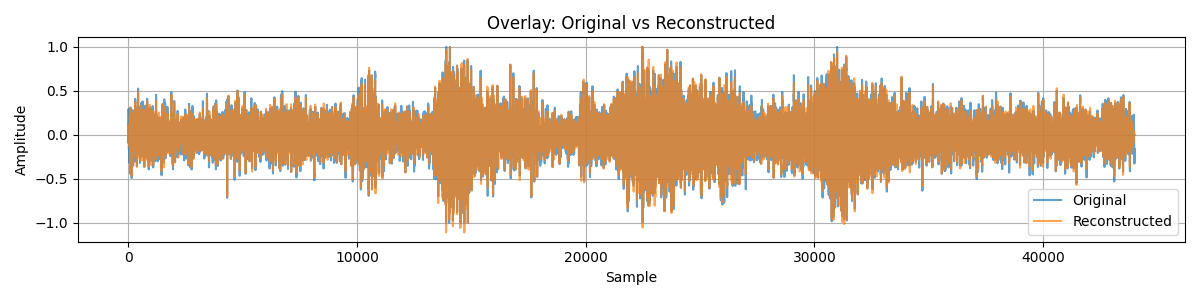 Overlay: Original vs Reconstructed
1.0
0.5
0.0
−0.5
−1.0
Amplitude
0 10000 20000 30000 40000
Sample
Original
Reconstructed